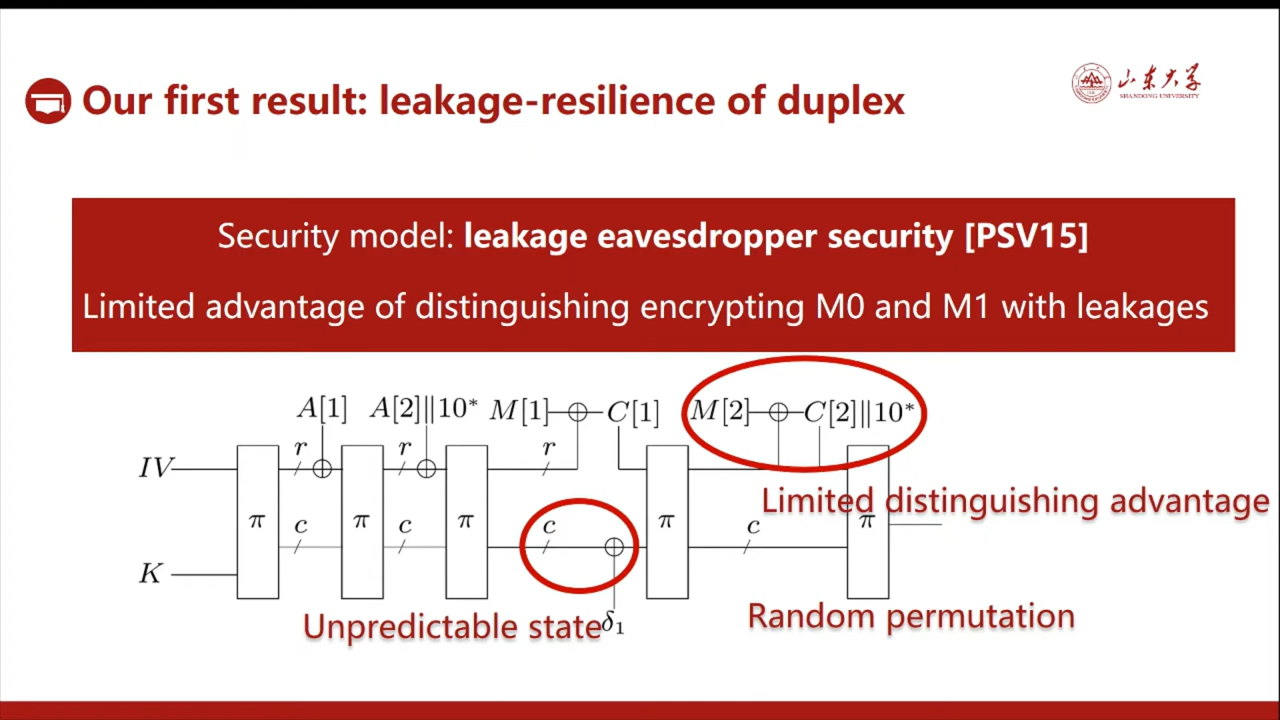 Our first result: leakage-resilience of duplex
山东大学
SHANDONG UNIVERSITY
Security model: leakage eavesdropper security [PSV15]
Limited advantage of distinguishing encrypting M0 and M1 with leakages
A[1] A[2]∥10* M[1] C[1] M[2] C[2]∥10*
r r r
IV
Limited distinguishing advantage
π π π π π
c c c c
K
Unpredictable state δ₁ Random permutation